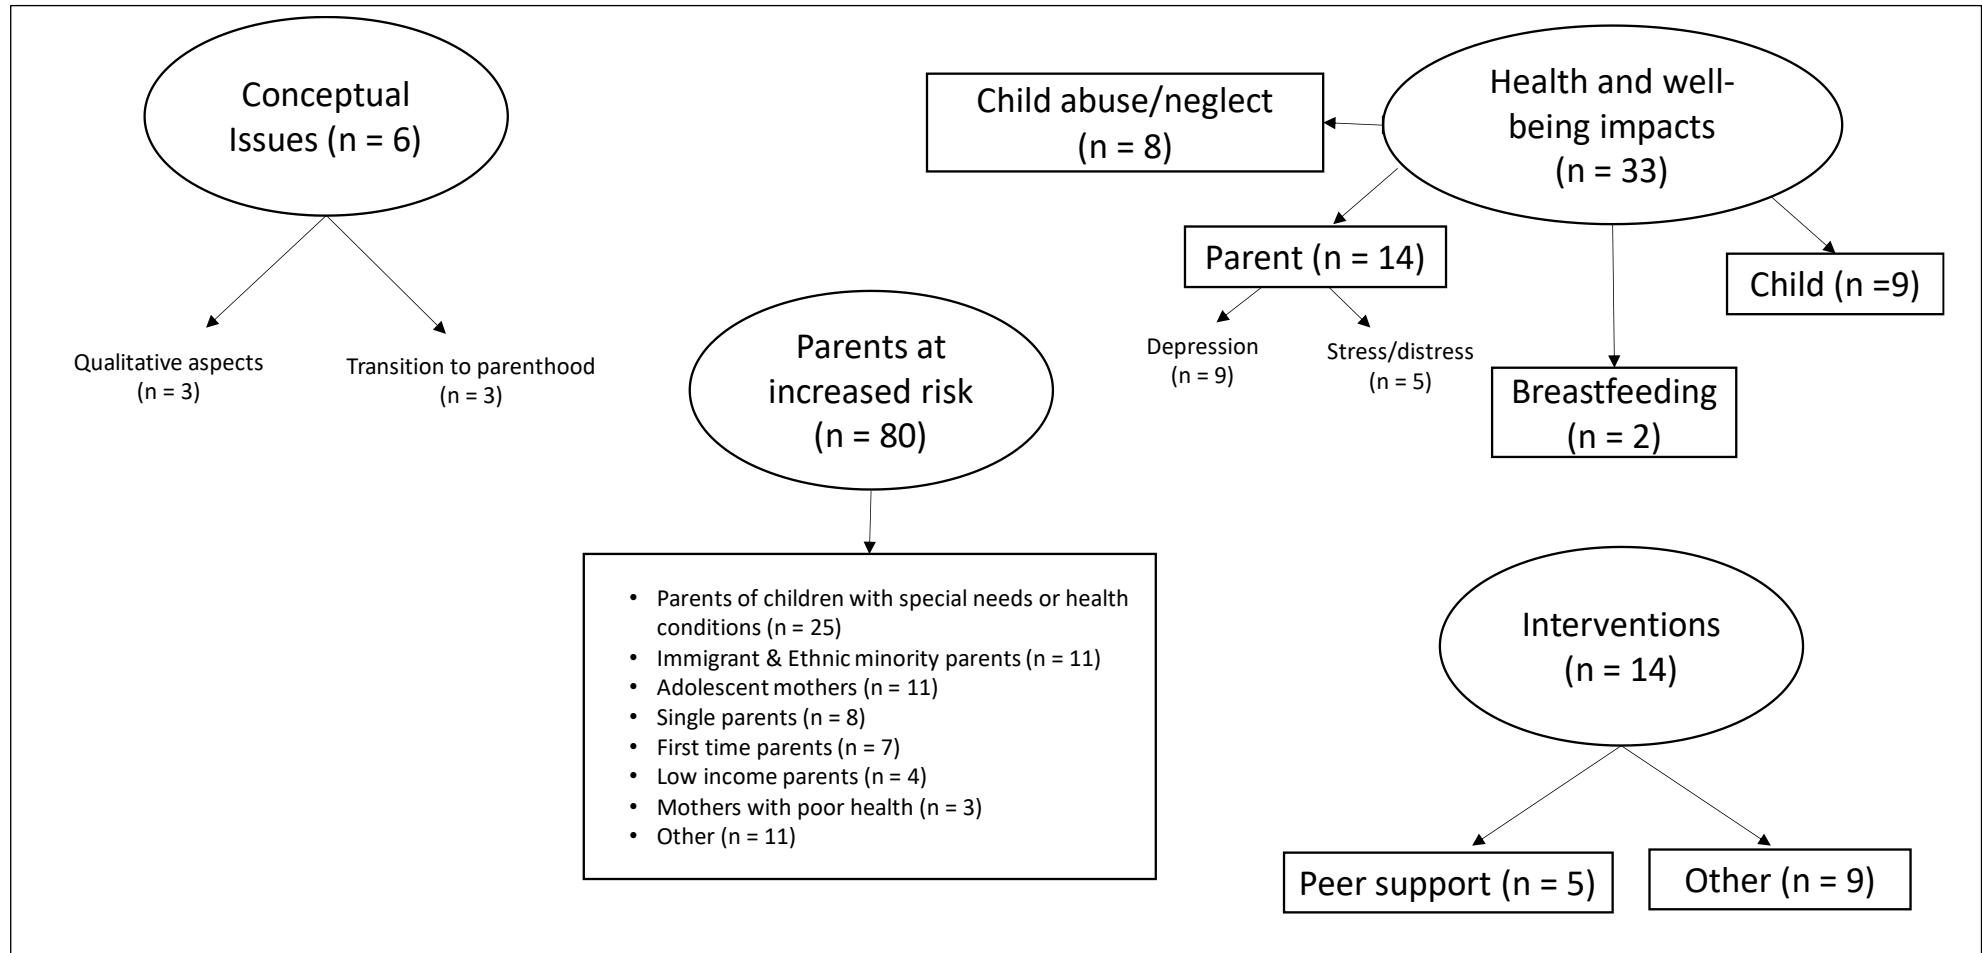 Conceptual
Issues (n = 6)
Qualitative aspects
(n = 3)
Transition to parenthood
(n = 3)
Parents at
increased risk
(n = 80)
• Parents of children with special needs or health
conditions (n = 25)
• Immigrant & Ethnic minority parents (n = 11)
• Adolescent mothers (n = 11)
• Single parents (n = 8)
• First time parents (n = 7)
• Low income parents (n = 4)
• Mothers with poor health (n = 3)
• Other (n = 11)
Health and well-
being impacts
(n = 33)
Child abuse/neglect
(n = 8)
Parent (n = 14)
Depression
(n = 9)
Stress/distress
(n = 5)
Breastfeeding
(n = 2)
Child (n =9)
Interventions
(n = 14)
Peer support (n = 5)
Other (n = 9)